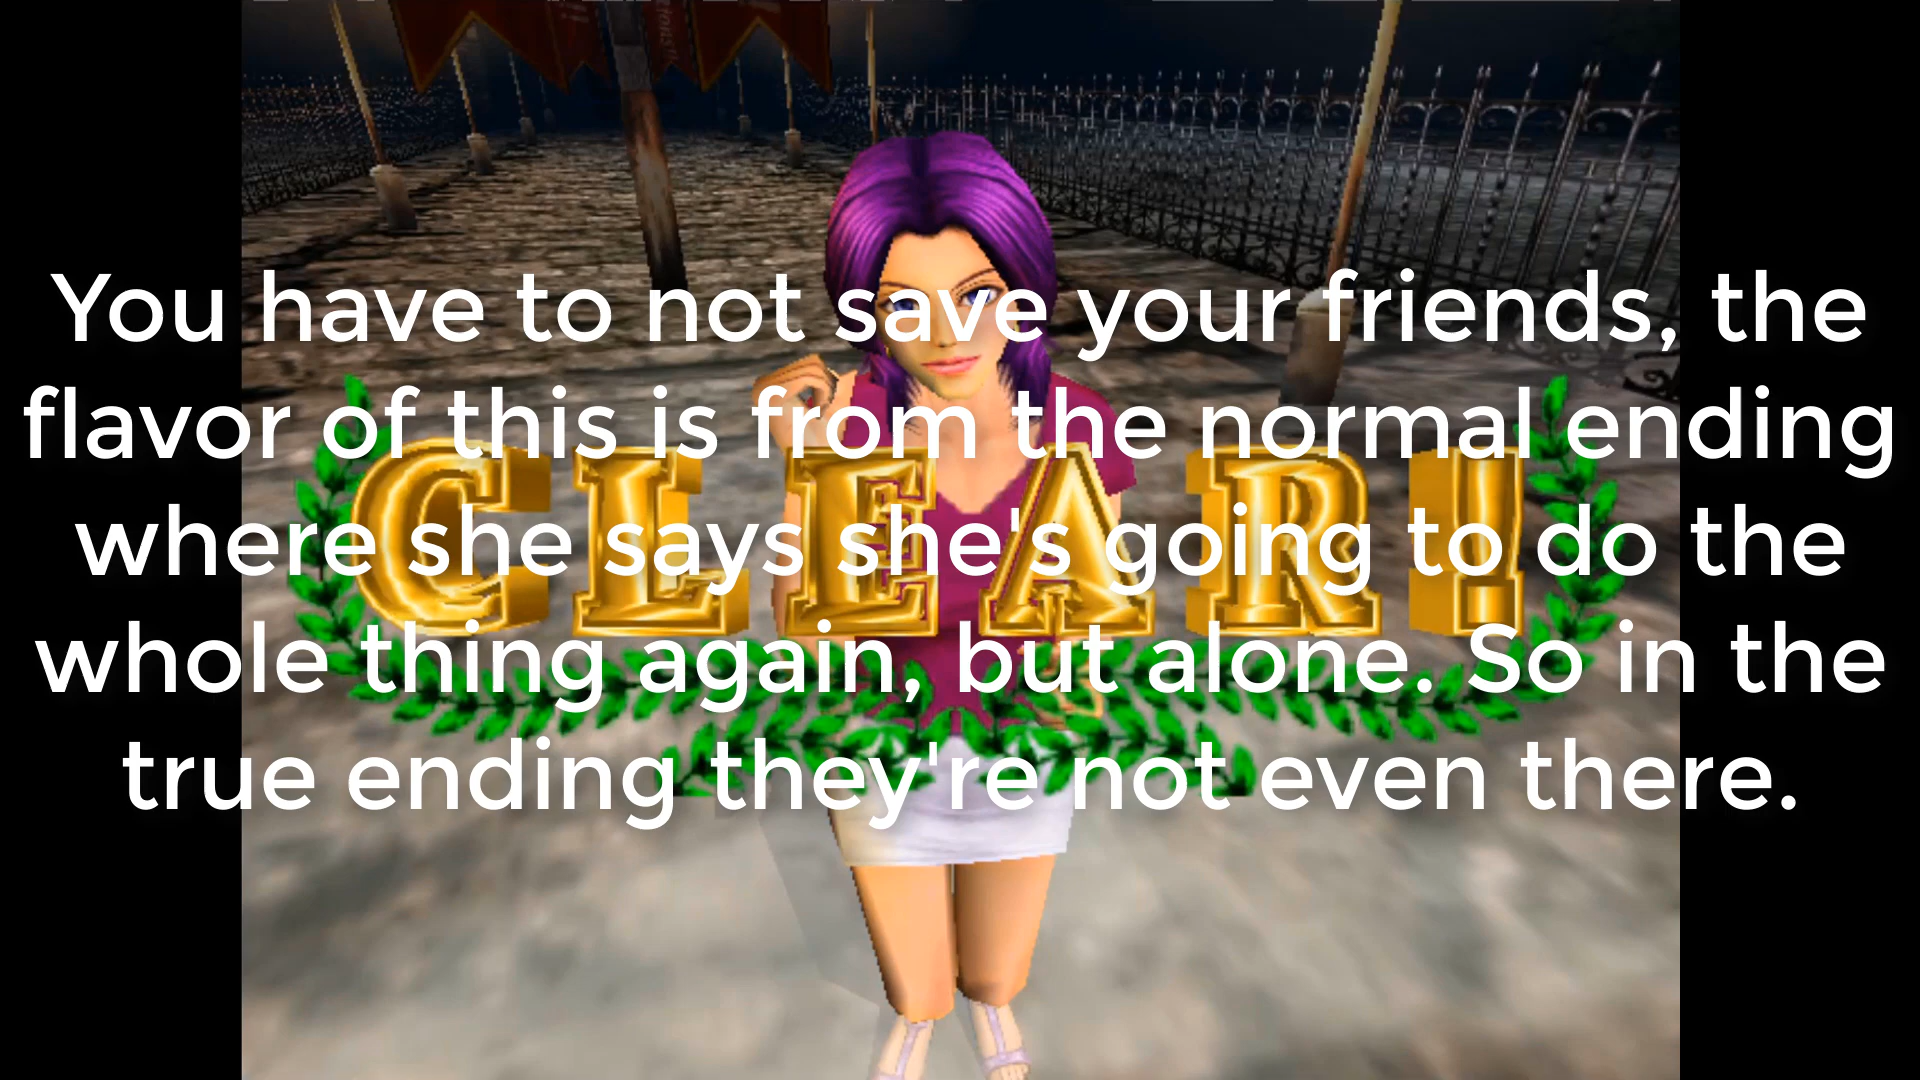 You have to not save your friends, the
flavor of this is from the normal ending
where she says she's going to do the
whole thing again, but alone. So in the
true ending they're not even there.
CLEAR!